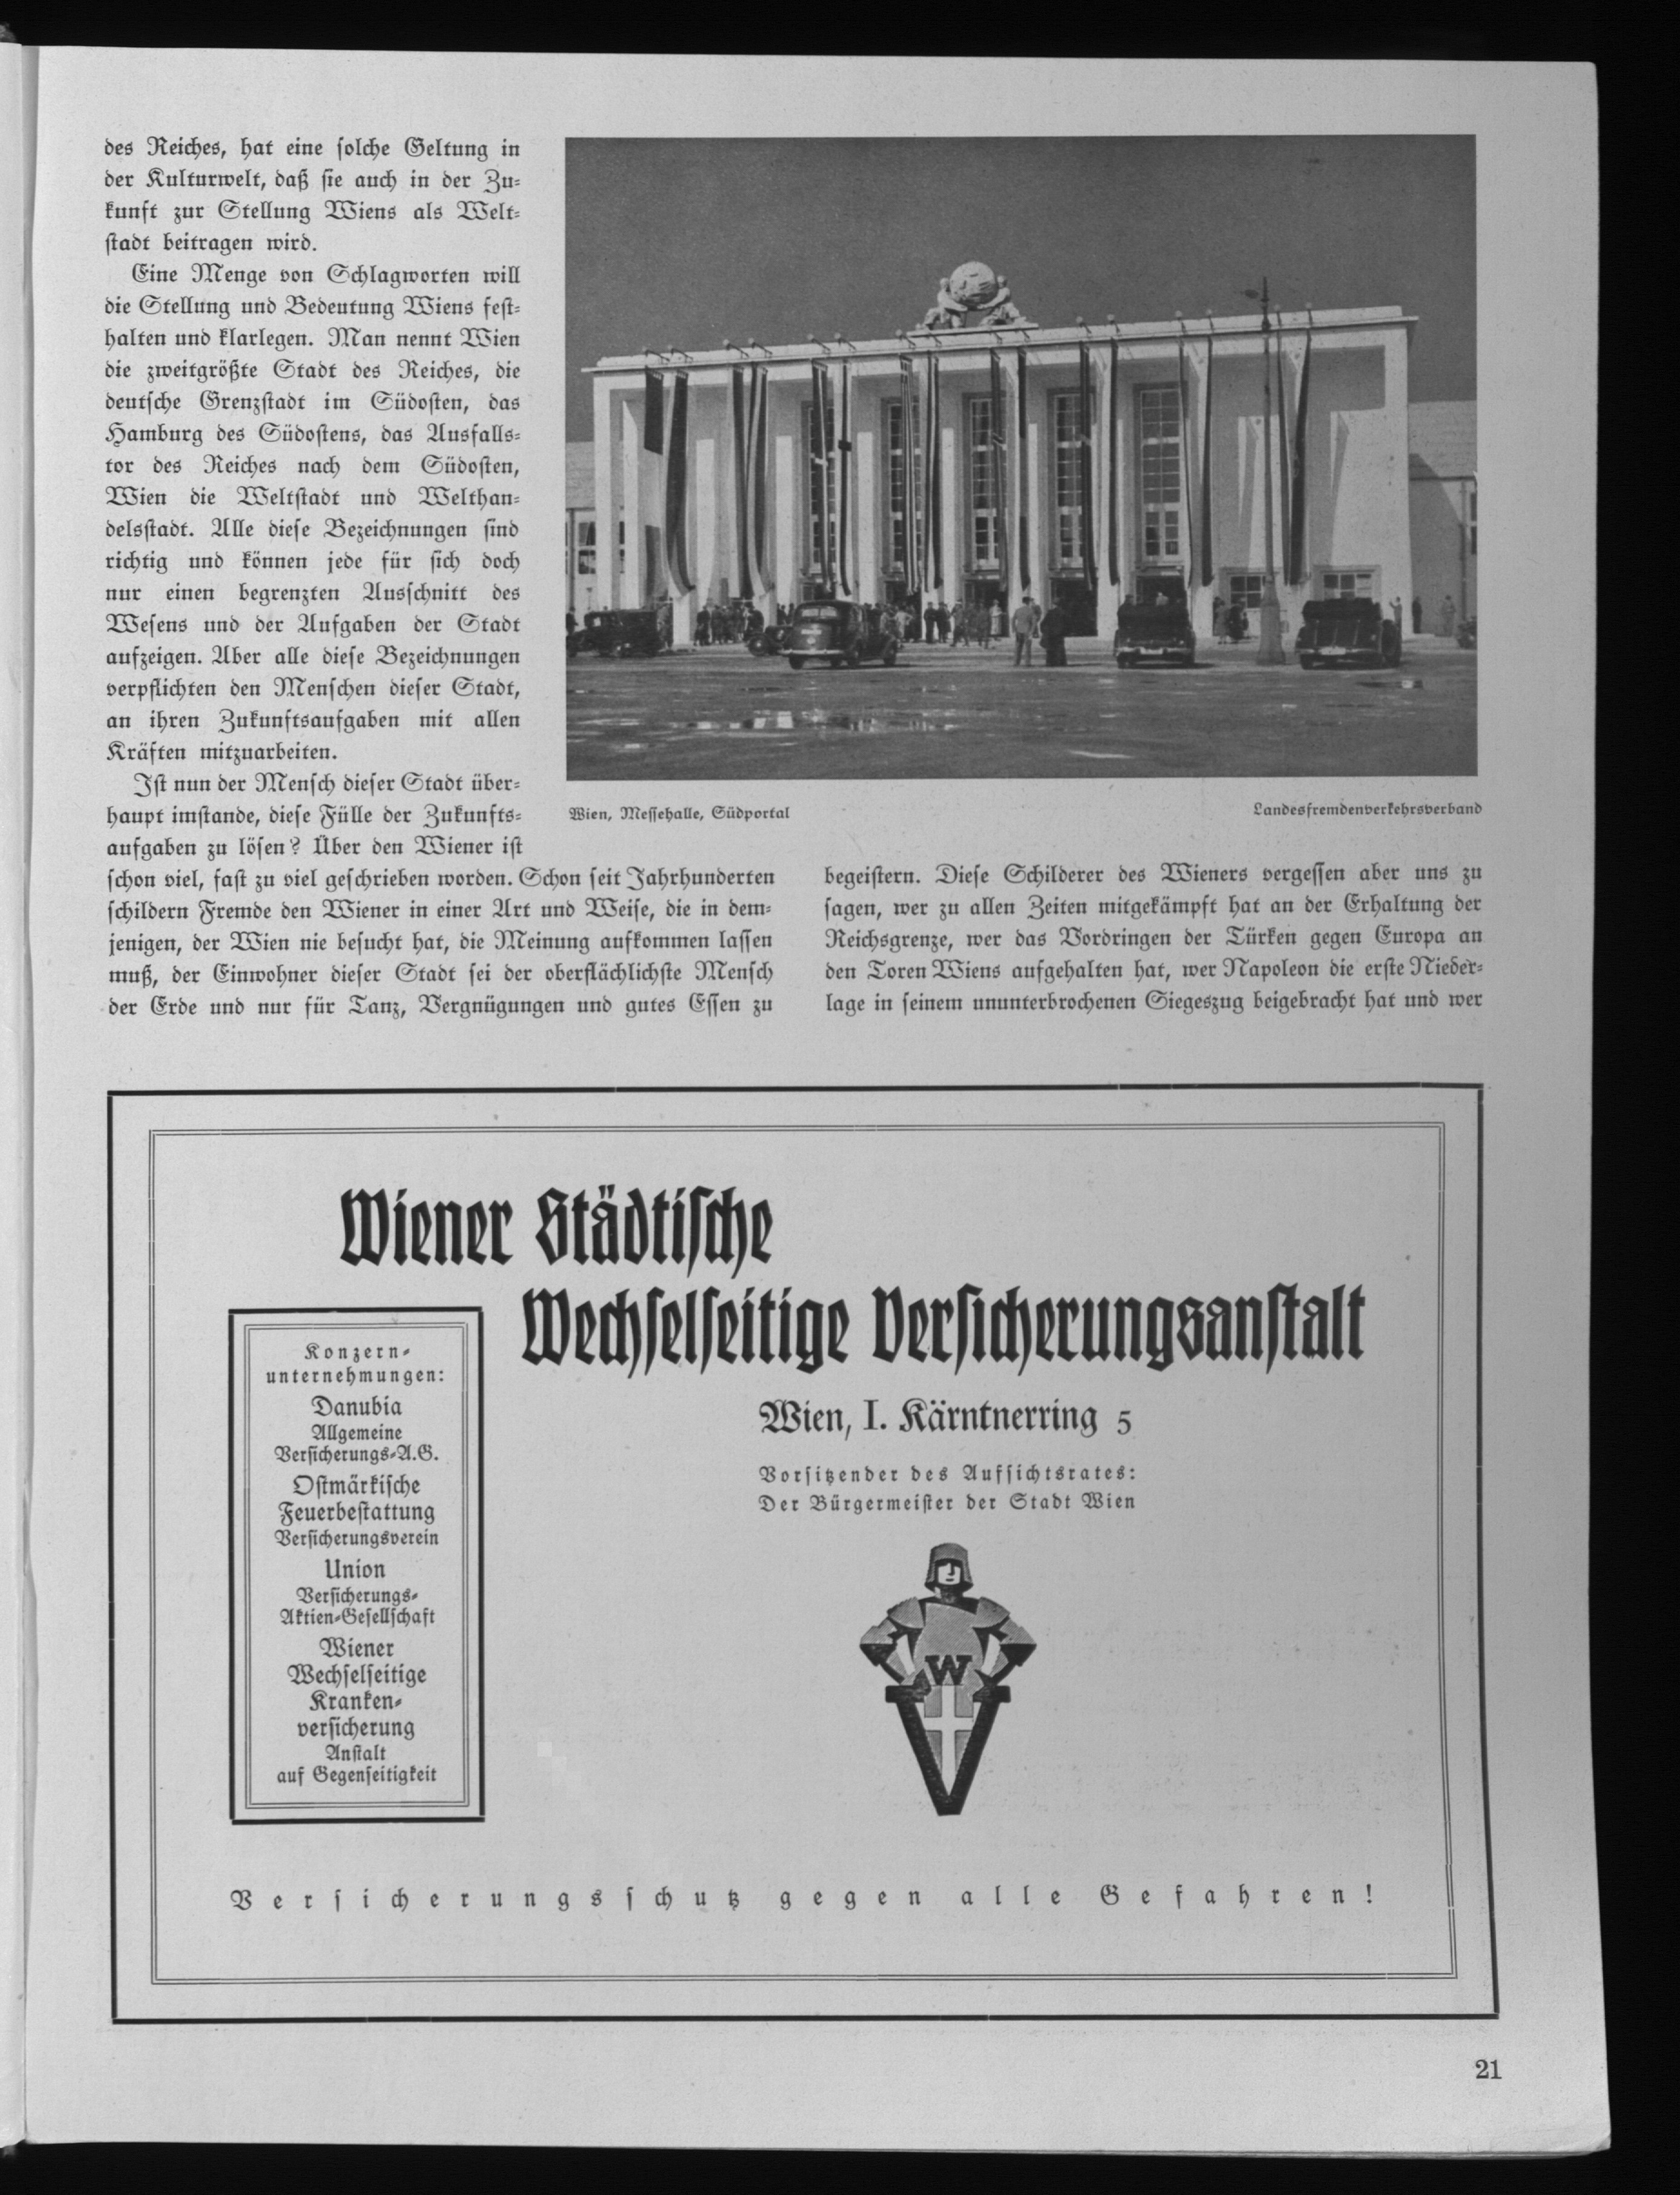 des Reiches, hat eine solche Geltung in
der Kulturwelt, daß sie auch in der Zu-
kunft zur Stellung Wiens als Welt-
stadt beitragen wird.
Eine Menge von Schlagworten will
die Stellung und Bedeutung Wiens fest-
halten und klarlegen. Man nennt Wien
die zweitgrößte Stadt des Reiches, die
deutsche Grenzstadt im Südosten, das
Hamburg des Südostens, das Ausfalls-
tor des Reiches nach dem Südosten,
Wien die Weltstadt und Welthan-
delsstadt. Alle diese Bezeichnungen sind
richtig und können jede für sich doch
nur einen begrenzten Ausschnitt des
Wesens und der Aufgaben der Stadt
aufzeigen. Aber alle diese Bezeichnungen
verpflichten den Menschen dieser Stadt,
an ihren Zukunftsaufgaben mit allen
Kräften mitzuarbeiten.
Ist nun der Mensch dieser Stadt über-
haupt imstande, diese Fülle der Zukunfts-
aufgaben zu lösen? Über den Wiener ist
schon viel, fast zu viel geschrieben worden. Schon seit Jahrhunderten
schildern Fremde den Wiener in einer Art und Weise, die in dem-
jenigen, der Wien nie besucht hat, die Meinung aufkommen lassen
muß, der Einwohner dieser Stadt sei der oberflächlichste Mensch
der Erde und nur für Tanz, Vergnügungen und gutes Essen zu
Wien, Messehalle, Südportal
Landesfremdenverkehrsverband
begeistern. Diese Schilderer des Wieners vergessen aber uns zu
sagen, wer zu allen Zeiten mitgekämpft hat an der Erhaltung der
Reichsgrenze, wer das Vordringen der Türken gegen Europa an
den Toren Wiens aufgehalten hat, wer Napoleon die erste Nieder-
lage in seinem ununterbrochenen Siegeszug beigebracht hat und wer
Wiener Städtische
Wechselseitige Versicherungsanstalt
Wien, I. Kärntnerring 5
Vorsitzender des Aufsichtsrates:
Der Bürgermeister der Stadt Wien
W
V
Konzern-
unternehmungen:
Danubia
Allgemeine
Versicherungs-A.G.
Ostmärkische
Feuerbestattung
Versicherungsverein
Union
Versicherungs-
Aktien-Gesellschaft
Wiener
Wechselseitige
Kranken-
versicherung
Anstalt
auf Gegenseitigkeit
Versicherungsschutz gegen alle Gefahren!
21